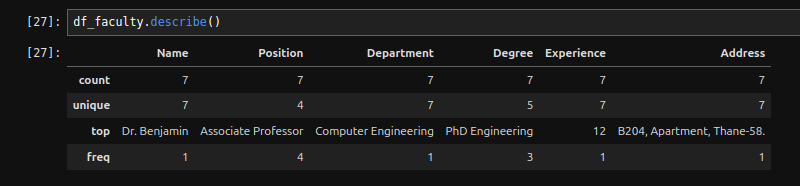 [27]: df_faculty.describe()
[27]: Name Position Department Degree Experience Address
count 7 7 7 7 7 7
unique 7 4 7 5 7 7
top Dr. Benjamin Associate Professor Computer Engineering PhD Engineering 12 B204, Apartment, Thane-58.
freq 1 4 1 3 1 1